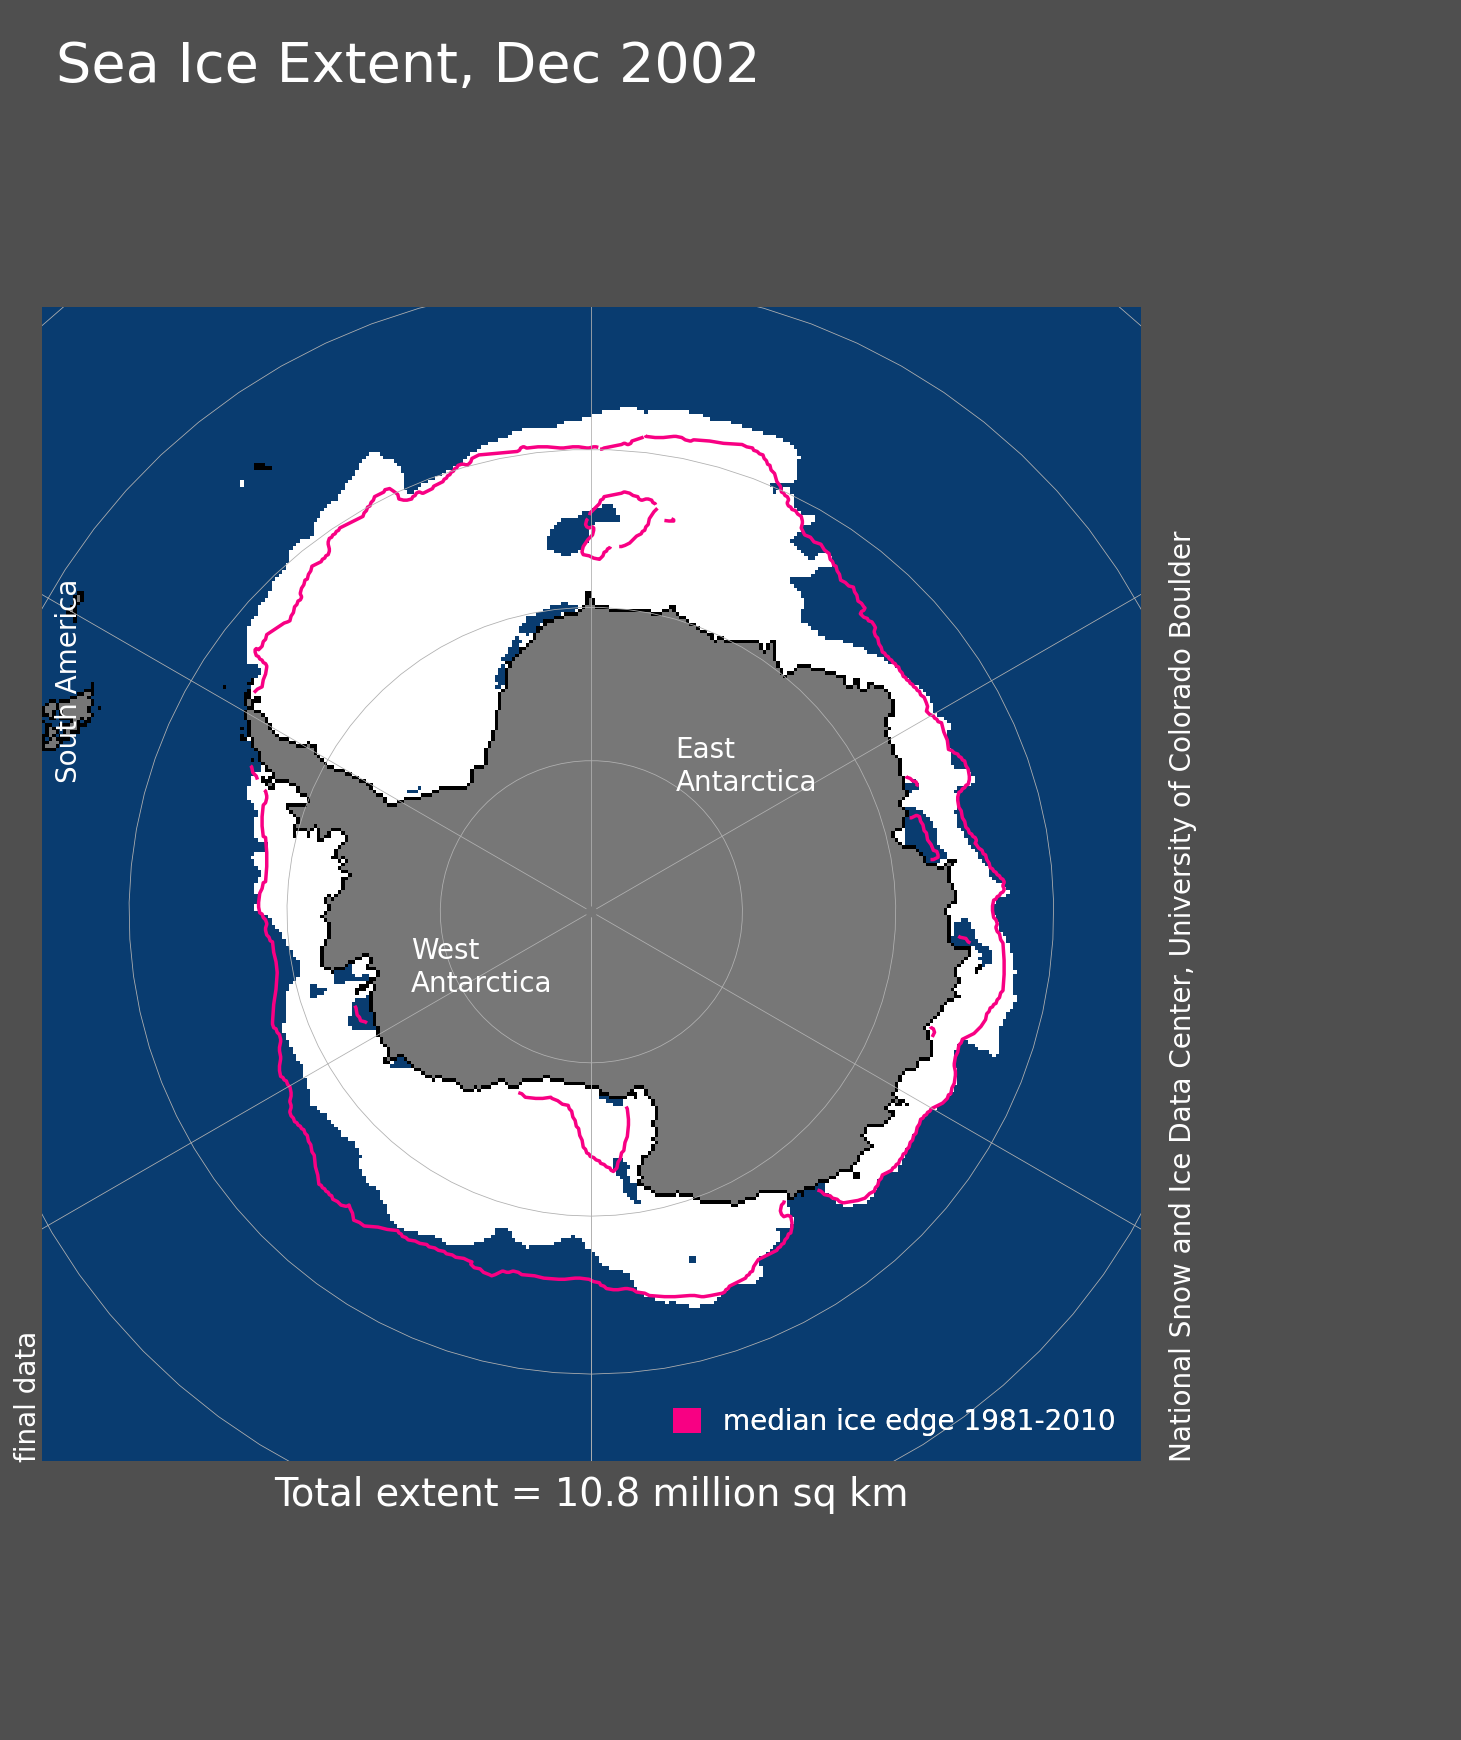 Sea Ice Extent, Dec 2002
South America
East
Antarctica
West
Antarctica
median ice edge 1981-2010
final data
National Snow and Ice Data Center, University of Colorado Boulder
Total extent = 10.8 million sq km